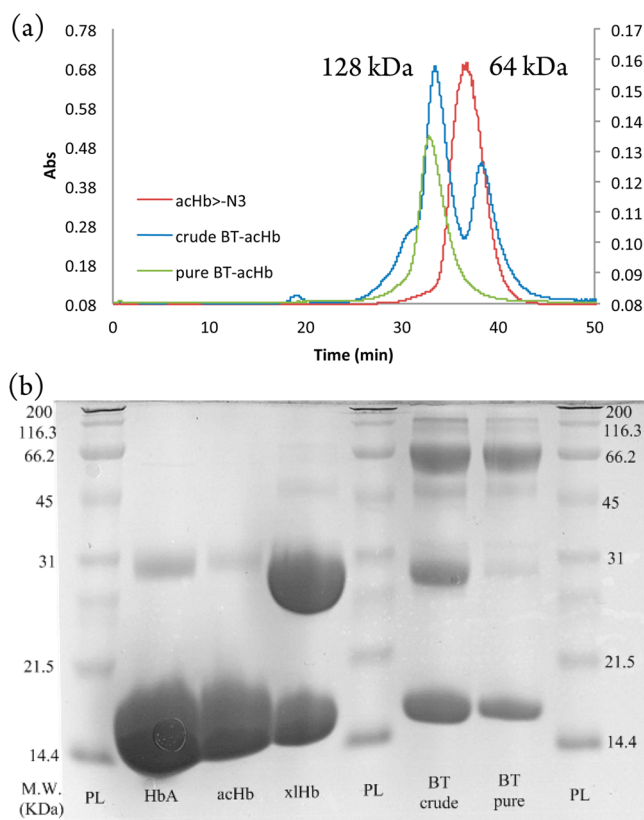 (a)
0.78
0.68
0.58
0.48
0.38
0.28
0.18
0.08
Abs
128 kDa
64 kDa
0.17
0.16
0.15
0.14
0.13
0.12
0.11
0.10
0.09
0.08
acHb>-N3
crude BT-acHb
pure BT-acHb
0 10 20 30 40 50
Time (min)
(b)
200
116.3
66.2
45
31
21.5
14.4
200
116.3
66.2
45
31
21.5
14.4
M.W.
(KDa)
PL HbA acHb xlHb PL BT crude BT pure PL